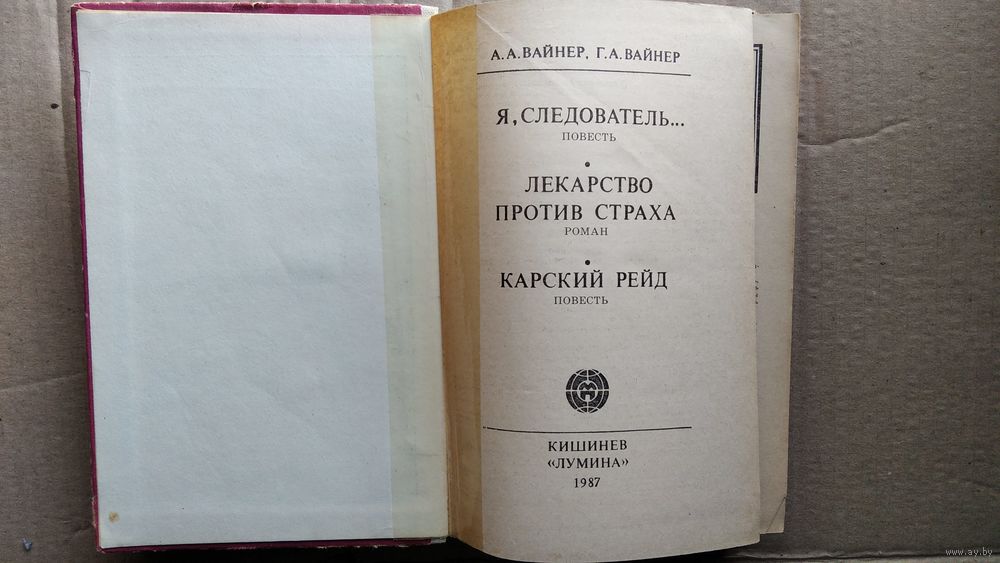 А.А.ВАЙНЕР, Г.А.ВАЙНЕР
Я, СЛЕДОВАТЕЛЬ...
ПОВЕСТЬ
ЛЕКАРСТВО
ПРОТИВ СТРАХА
РОМАН
КАРСКИЙ РЕЙД
ПОВЕСТЬ
КИШИНЕВ
«ЛУМИНА»
1987
www.ay.by